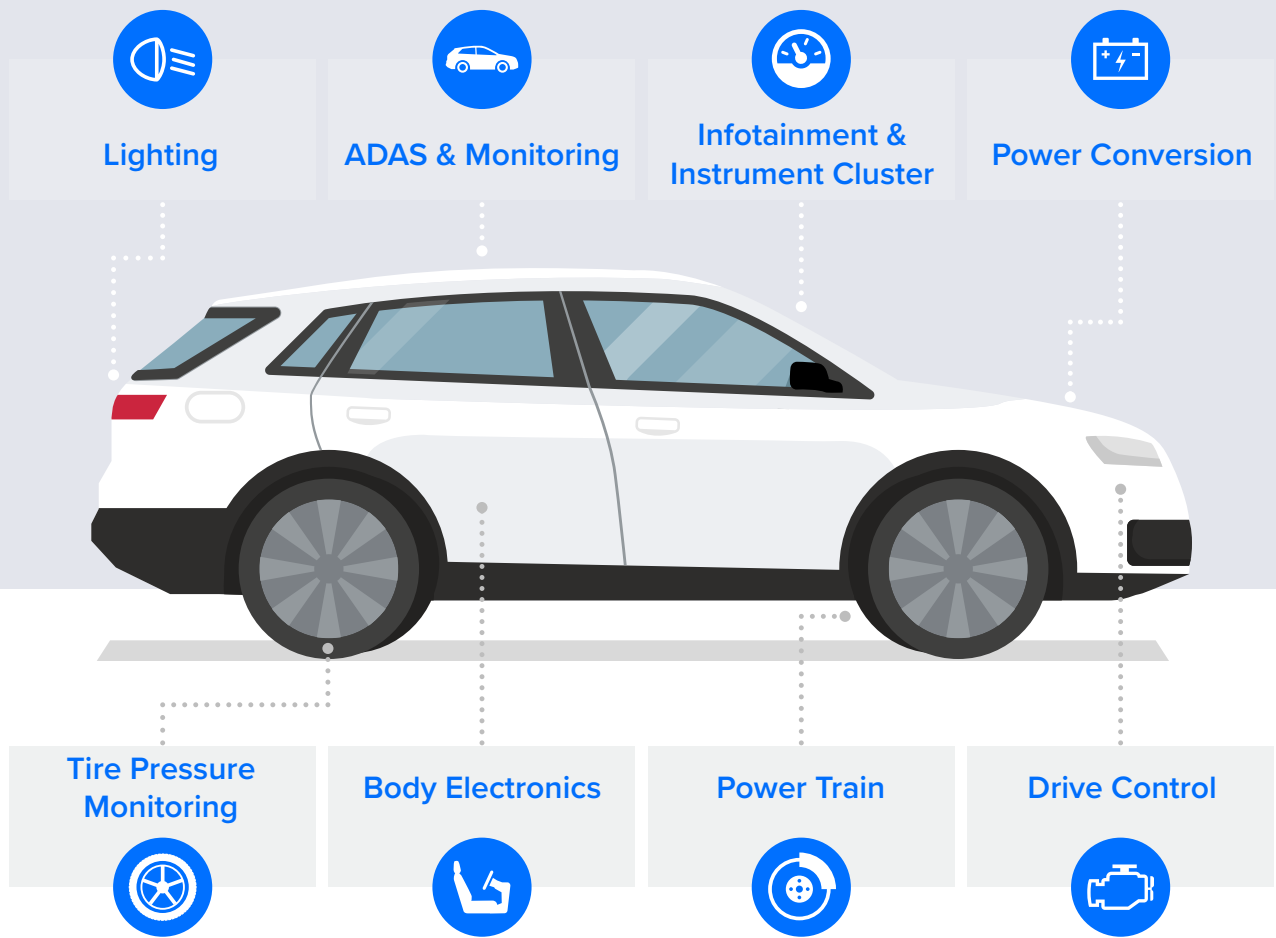 Lighting
ADAS & Monitoring
Infotainment &
Instrument Cluster
Power Conversion
Tire Pressure
Monitoring
Body Electronics
Power Train
Drive Control